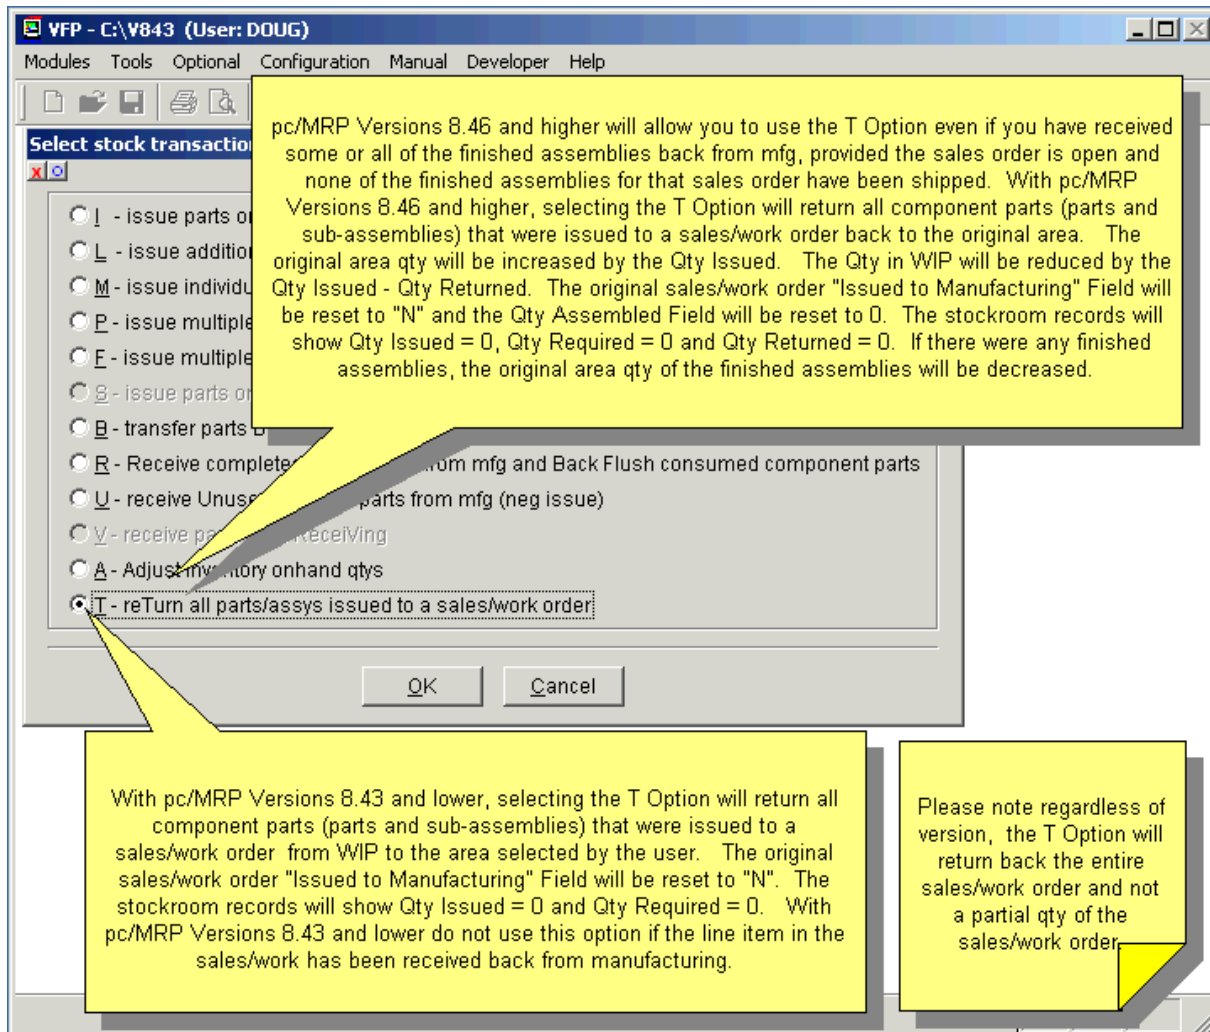 VFP - C:\V843 (User: DOUG)
Modules Tools Optional Configuration Manual Developer Help
pc/MRP Versions 8.46 and higher will allow you to use the T Option even if you have received
some or all of the finished assemblies back from mfg, provided the sales order is open and
none of the finished assemblies for that sales order have been shipped. With pc/MRP
Versions 8.46 and higher, selecting the T Option will return all component parts (parts and
sub-assemblies) that were issued to a sales/work order back to the original area. The
original area qty will be increased by the Qty Issued. The Qty in WIP will be reduced by the
Qty Issued - Qty Returned. The original sales/work order "Issued to Manufacturing" Field will
be reset to "N" and the Qty Assembled Field will be reset to 0. The stockroom records will
show Qty Issued = 0, Qty Require = 0 and Qty Returned = 0. If there were any finished
assemblies, the original area qty of the finished assemblies will be decreased.
Select stock transaction
I - issue parts
L - issue
M - issue
P - issue multiple
F - issue multiple
S - issue parts
B - transfer parts
R - Receive from mfg and Back Flush consumed component parts
U - receive parts from mfg (neg issue)
V - receive ReceiVing
A - Adjust inventory onhand qtys
T - reTurn all parts/assys issued to a sales/work order
OK Cancel
With pc/MRP Versions 8.43 and lower, selecting the T Option will return all
component parts (parts and sub-assemblies) that were issued to a
sales/work order from WIP to the area selected by the user. The original
sales/work order "Issued to Manufacturing" Field will be reset to "N". The
stockroom records will show Qty Issued = 0 and Qty Require = 0. With
pc/MRP Versions 8.43 and lower do not use this option if the line item in the
sales/work has been received back from manufacturing.
Please note regardless of
version, the T Option will
return back the entire
sales/work order and not
a partial qty of the
sales/work order.